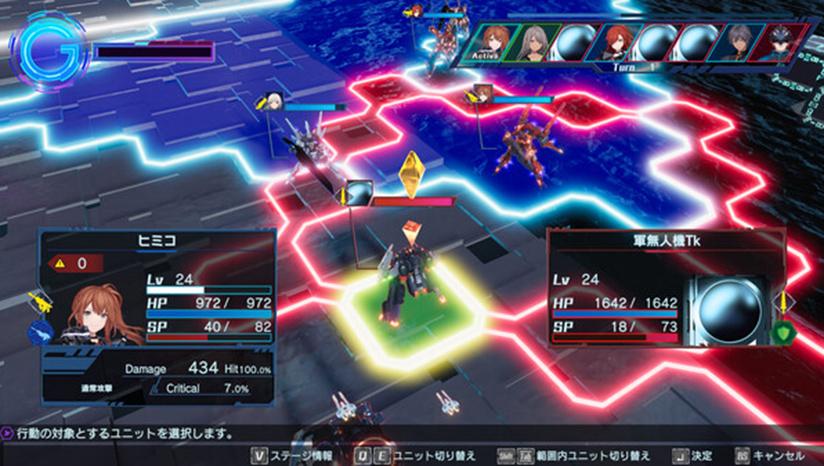 Active
Turn 1
ヒミコ
0
Lv 24
HP 972/ 972
SP 40/ 82
Damage 434 Hit100.0%
通常攻撃 Critical 7.0%
軍無人機Tk
Lv 24
HP 1642/ 1642
SP 18/ 73
行動の対象とするユニットを選択します。
V ステージ情報 Q E ユニット切り替え Shift Tab 範囲内ユニット切り替え 決定 BS キャンセル